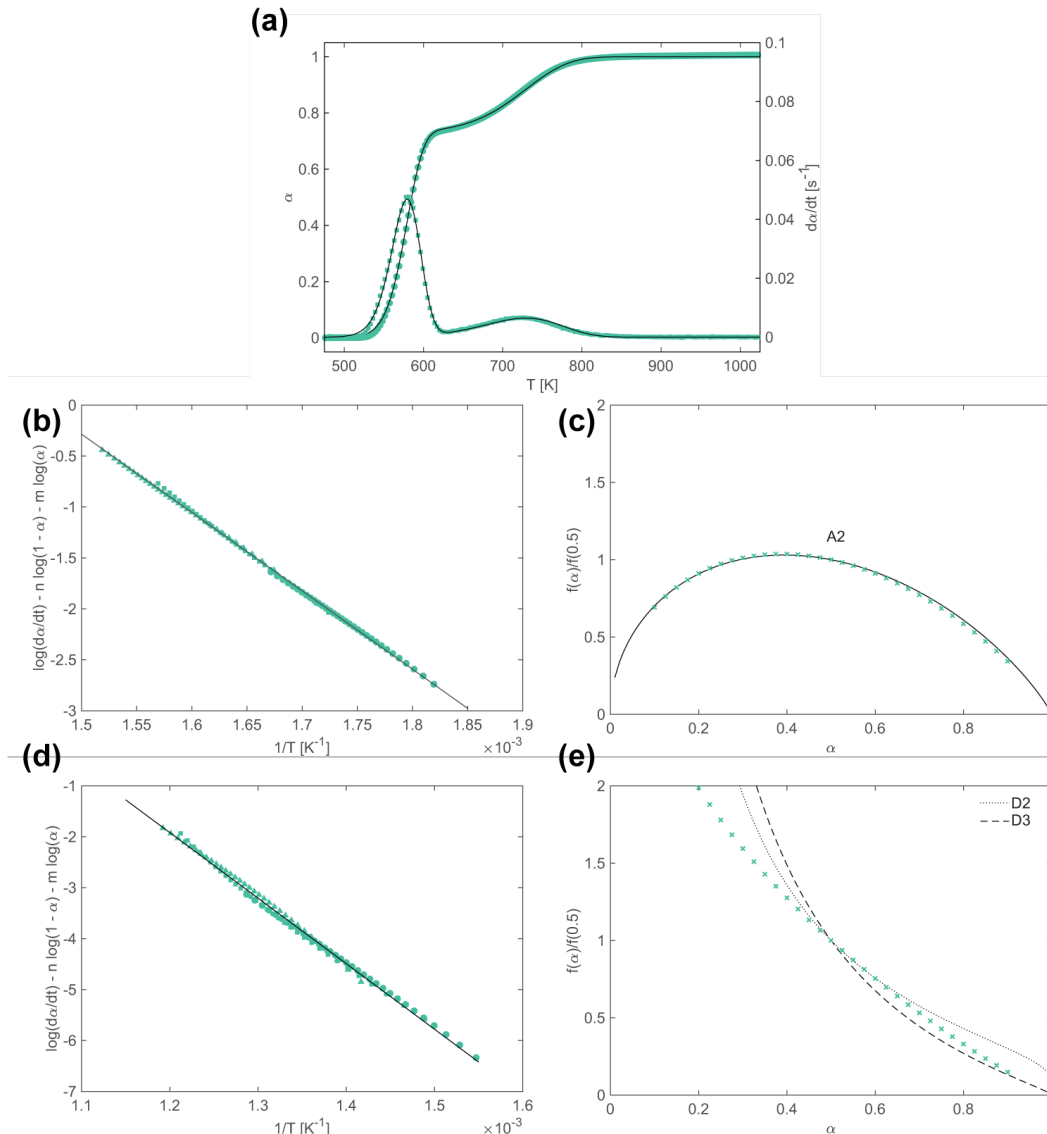 (a)
1
0.8
0.6
0.4
0.2
0
α
0.1
0.08
0.06
0.04
0.02
0
dα/dt [s⁻¹]
500 600 700 800 900 1000
T [K]
(b)
0
-0.5
-1
-1.5
-2
-2.5
-3
log(dα/dt) - n log(1 - α) - m log(α)
1.5 1.55 1.6 1.65 1.7 1.75 1.8 1.85 1.9
1/T [K⁻¹]
×10⁻³
(c)
2
1.5
1
0.5
0
f(α)/f(0.5)
A2
0 0.2 0.4 0.6 0.8
α
(d)
-1
-2
-3
-4
-5
-6
-7
log(dα/dt) - n log(1 - α) - m log(α)
1.1 1.2 1.3 1.4 1.5 1.6
1/T [K⁻¹]
×10⁻³
(e)
2
1.5
1
0.5
0
f(α)/f(0.5)
D2
D3
0 0.2 0.4 0.6 0.8
α